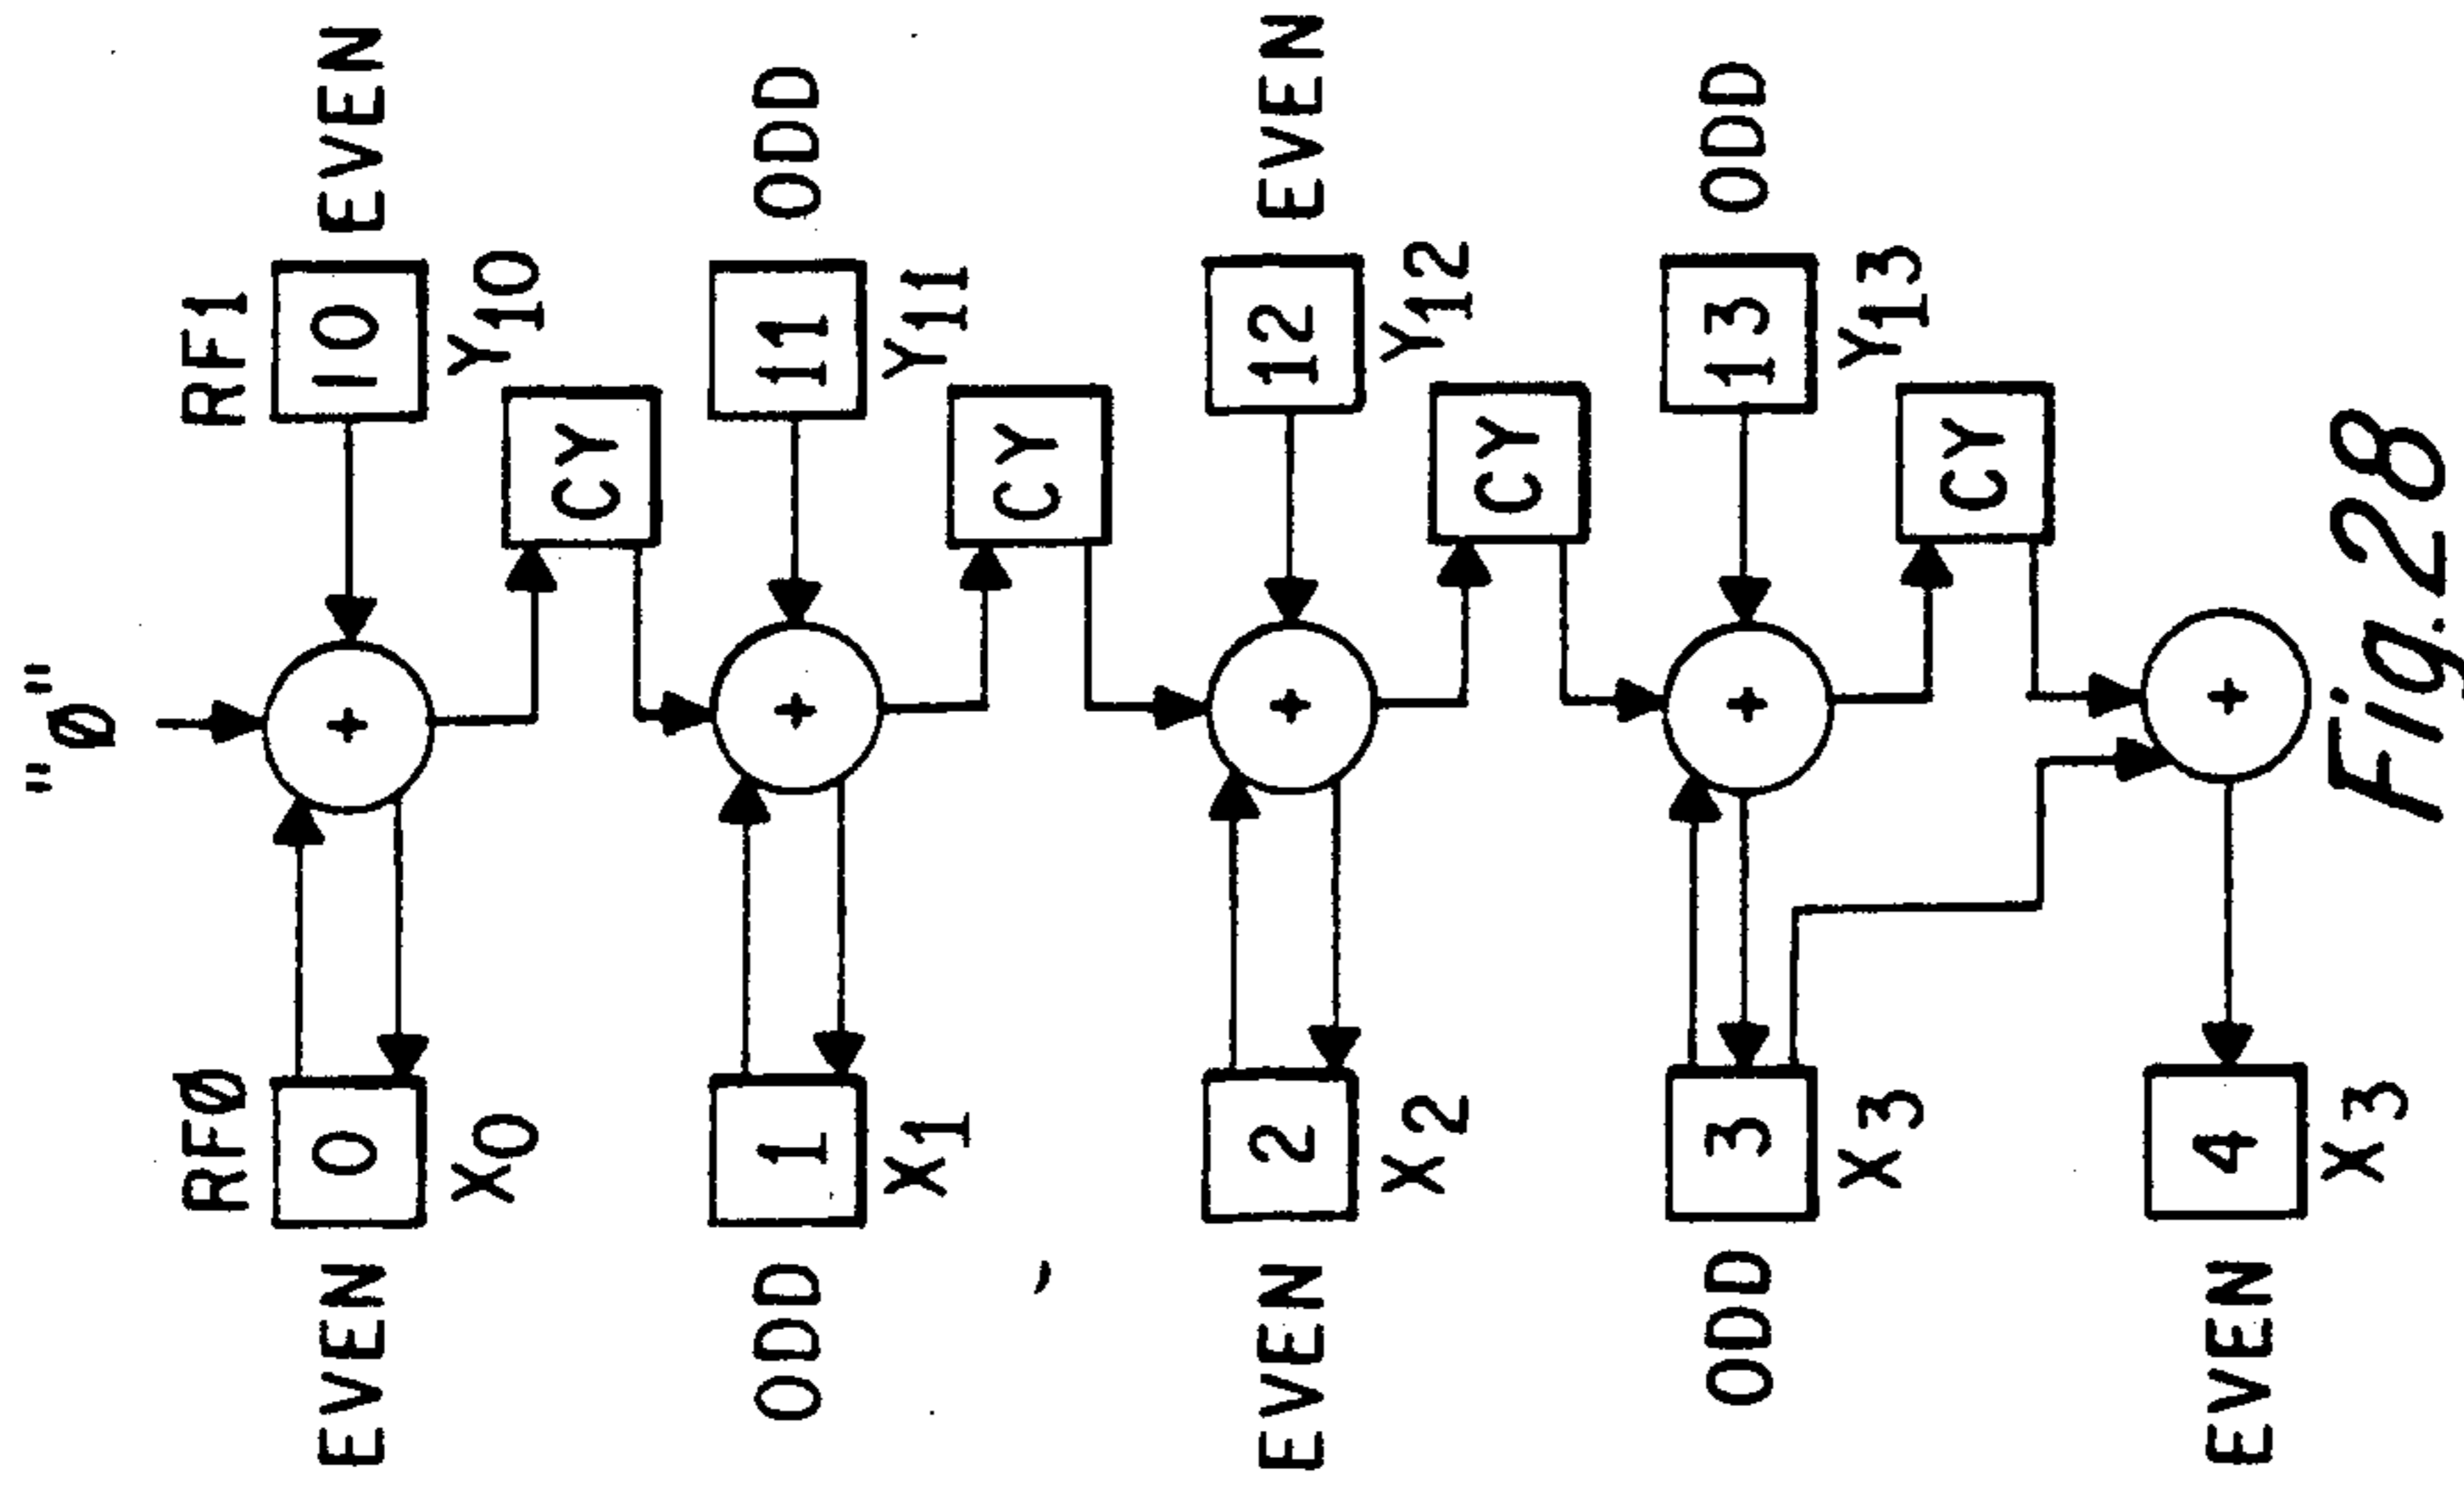 "Ø"
RFØ RF1
EVEN 0 + 10 EVEN
X0 Y10
CY
ODD 1 + 11 ODD
X1 Y11
CY
EVEN 2 + 12 EVEN
X2 Y12
CY
ODD 3 + 13 ODD
X3 Y13
CY
EVEN 4 +
X3
Fig. 28